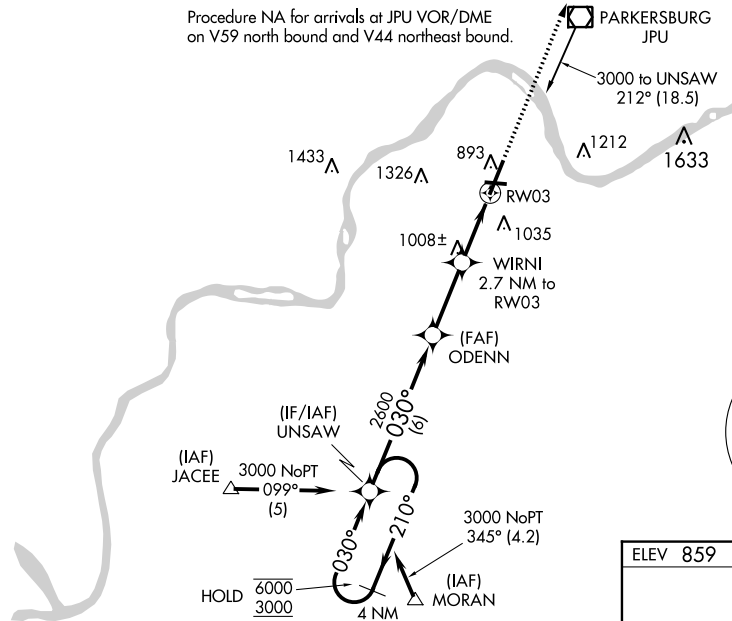 Procedure NA for arrivals at JPU VOR/DME
on V59 north bound and V44 northeast bound.
PARKERSBURG
JPU
3000 to UNSAW
212° (18.5)
1433
1326
893
1212
1633
RW03
1035
1008±
WIRNI
2.7 NM to
RW03
(FAF)
ODENN
2600
030°
(6)
(IF/IAF)
UNSAW
(IAF)
JACEE
3000 NoPT
099°
(5)
030°
210°
3000 NoPT
345° (4.2)
HOLD
6000
3000
4 NM
(IAF)
MORAN
ELEV 859